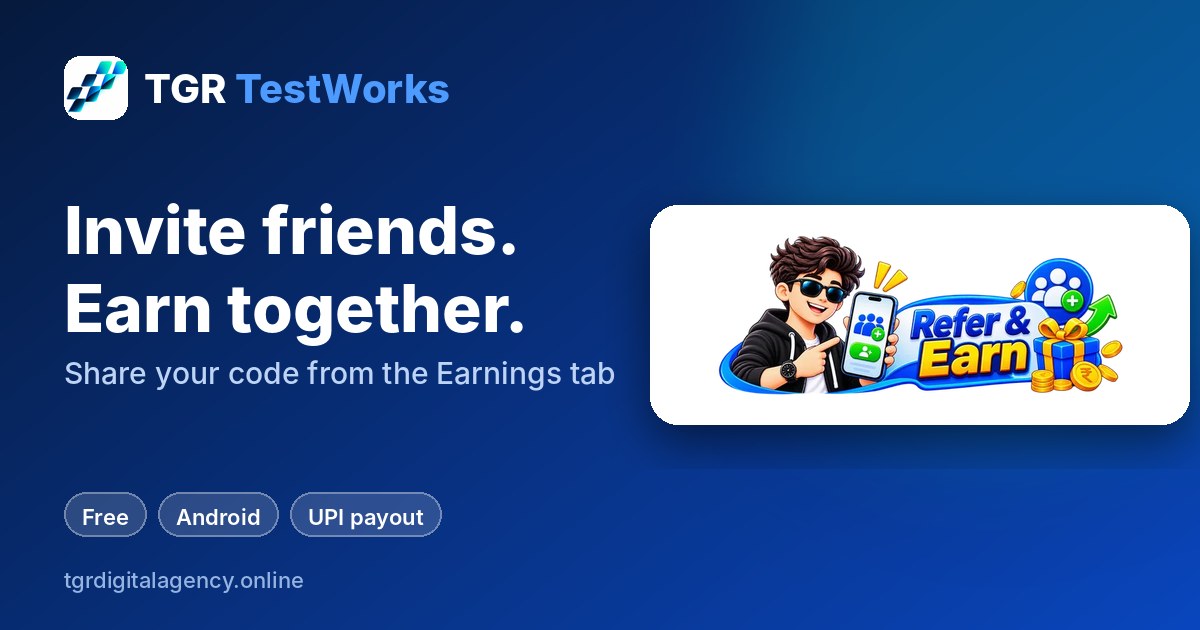 TGR TestWorks
Invite friends.
Earn together.
Share your code from the Earnings tab
Refer &
Earn
₹
Free
Android
UPI payout
tgrdigitalagency.online